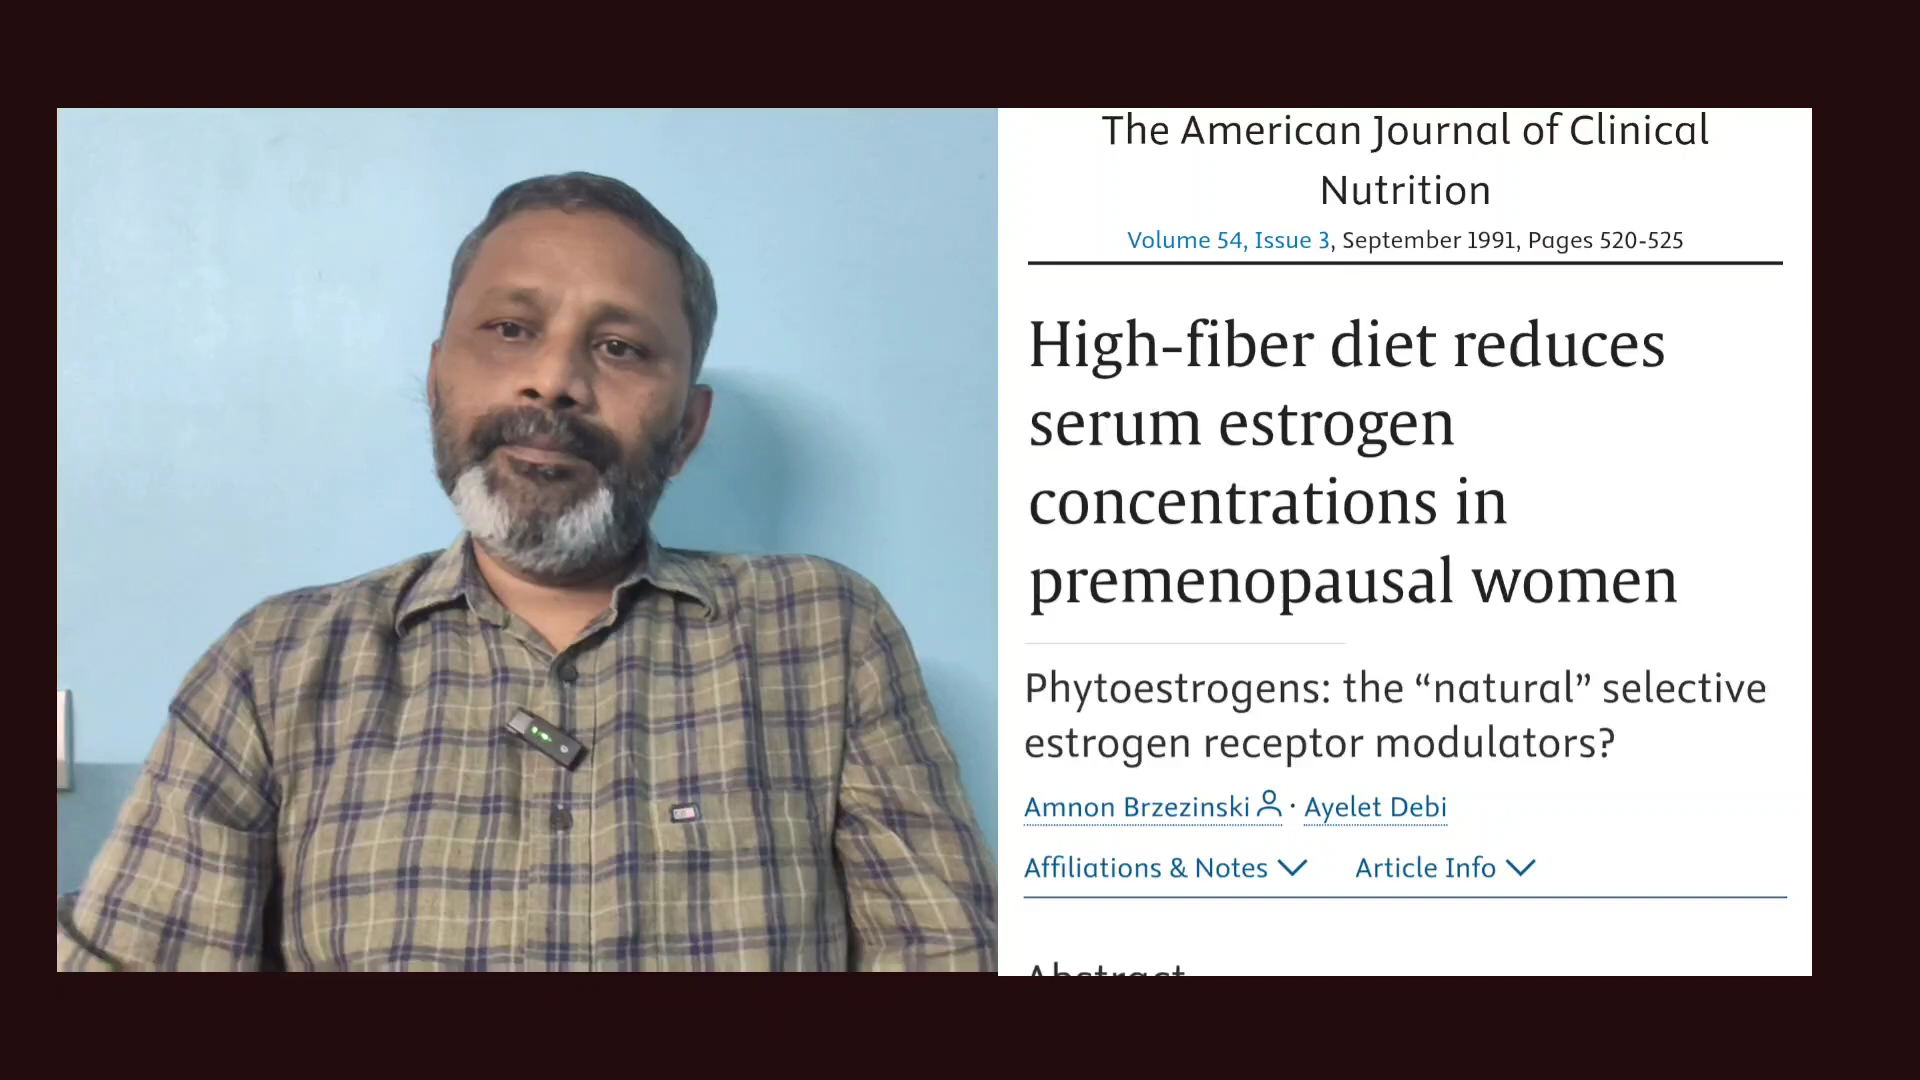 The American Journal of Clinical
Nutrition
Volume 54, Issue 3, September 1991, Pages 520-525
High-fiber diet reduces
serum estrogen
concentrations in
premenopausal women
Phytoestrogens: the “natural” selective
estrogen receptor modulators?
Amnon Brzezinski · Ayelet Debi
Affiliations & Notes Article Info
Abstract